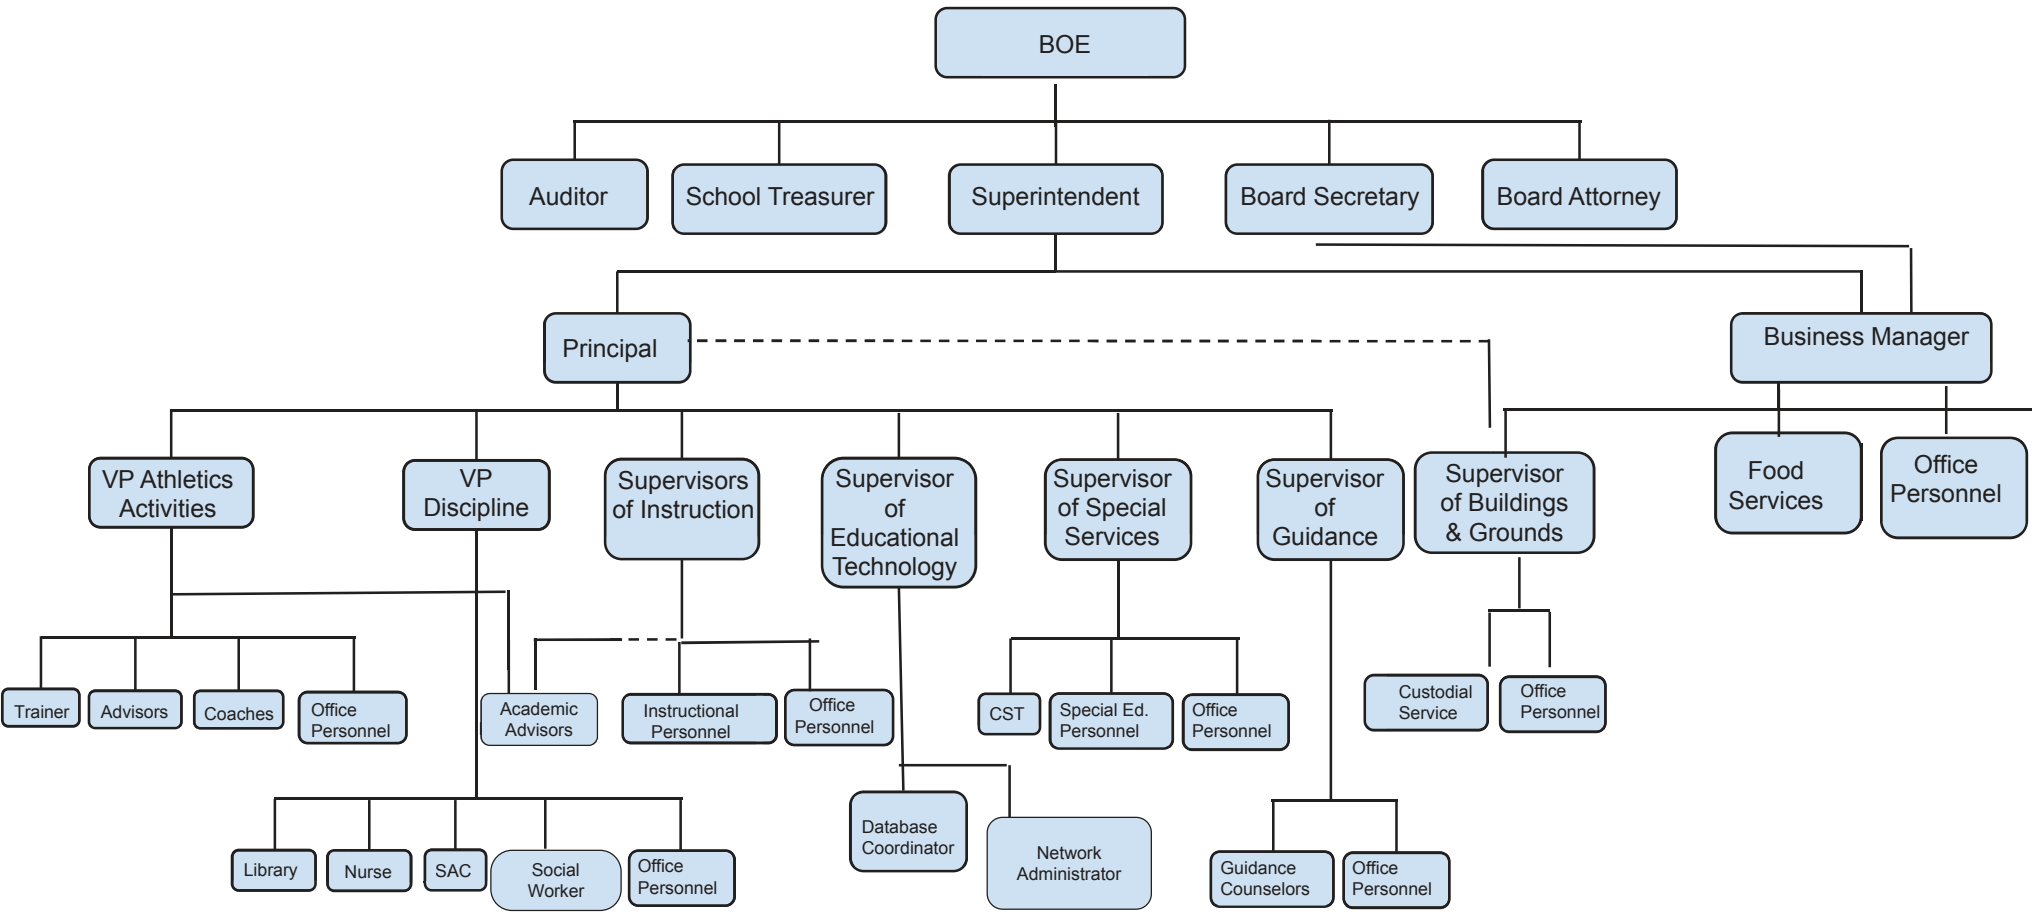 BOE
Auditor
School Treasurer
Superintendent
Board Secretary
Board Attorney
Principal
Business Manager
VP Athletics
Activities
VP
Discipline
Supervisors
of Instruction
Supervisor
of
Educational
Technology
Supervisor
of Special
Services
Supervisor
of
Guidance
Supervisor
of Buildings
& Grounds
Food
Services
Office
Personnel
Trainer
Advisors
Coaches
Office
Personnel
Academic
Advisors
Instructional
Personnel
Office
Personnel
CST
Special Ed.
Personnel
Office
Personnel
Custodial
Service
Office
Personnel
Library
Nurse
SAC
Social
Worker
Office
Personnel
Database
Coordinator
Network
Administrator
Guidance
Counselors
Office
Personnel